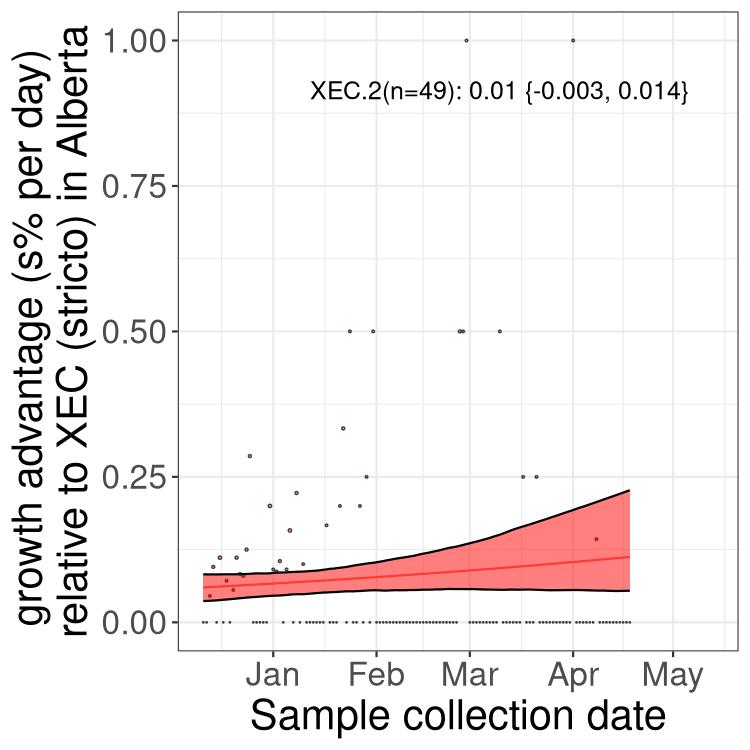 growth advantage (s% per day)
relative to XEC (stricto) in Alberta
1.00
XEC.2(n=49): 0.01 {-0.003, 0.014}
0.75
0.50
0.25
0.00
Jan Feb Mar Apr May
Sample collection date